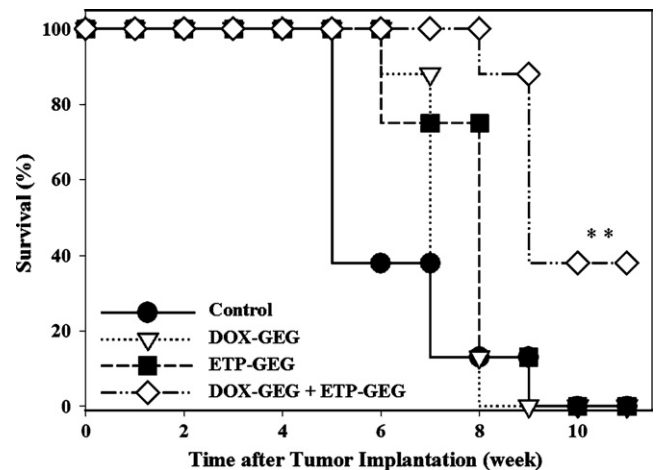 100
80
60
40
20
0
Survival (%)
* *
Control
DOX-GEG
ETP-GEG
DOX-GEG + ETP-GEG
0 2 4 6 8 10
Time after Tumor Implantation (week)